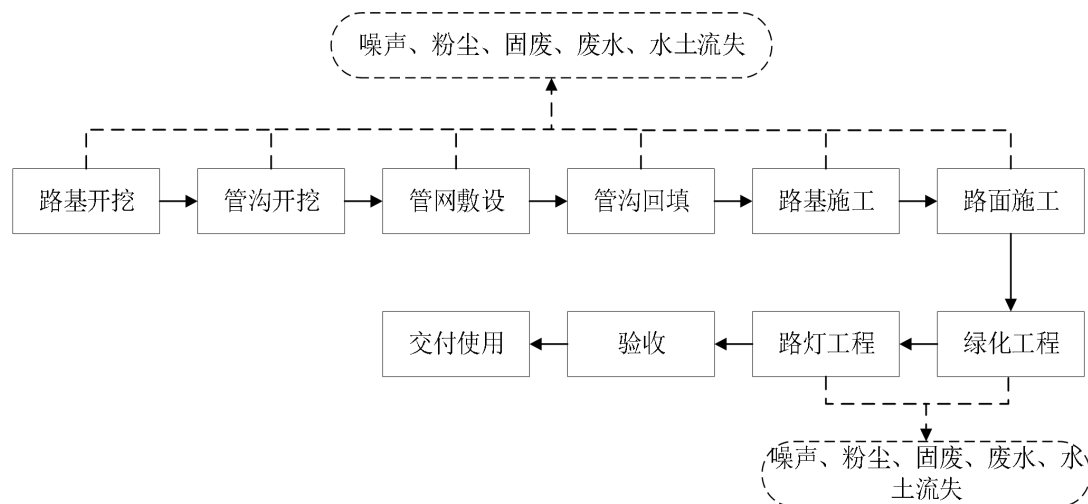 噪声、粉尘、固废、废水、水土流失
路基开挖
管沟开挖
管网敷设
管沟回填
路基施工
路面施工
交付使用
验收
路灯工程
绿化工程
噪声、粉尘、固废、废水、水
土流失